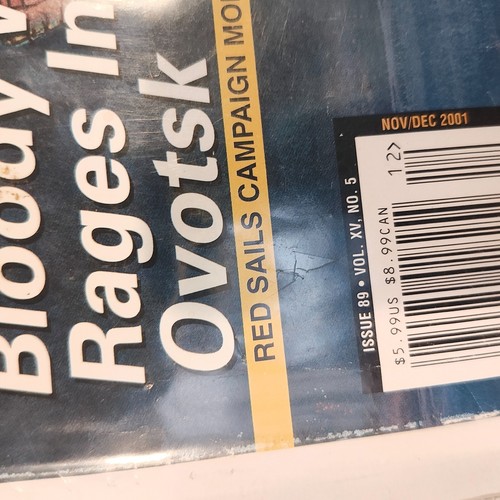 Bloody
Rages In
Ovotsk
RED SAILS CAMPAIGN
NOV/DEC 2001
ISSUE 89 • VOL. XV, NO. 5
12>
$5.99US $8.99CAN